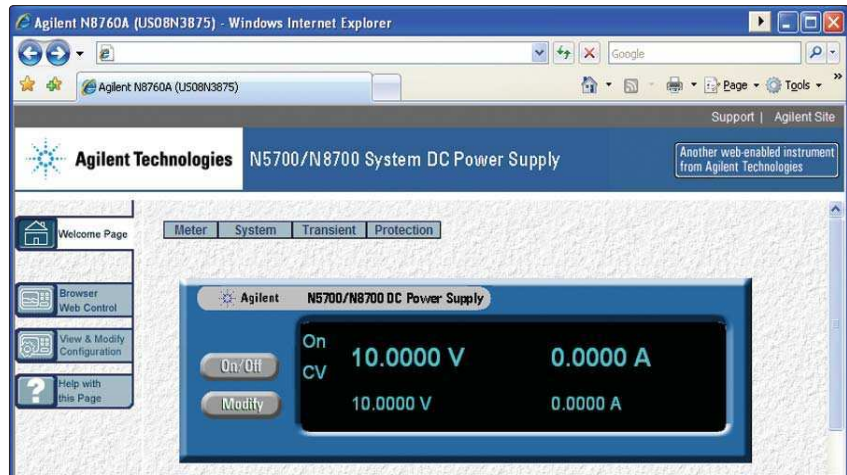 Agilent N8760A (US08N3875) - Windows Internet Explorer
Google
Agilent N8760A (US08N3875)
Page
Tools
Support | Agilent Site
Agilent Technologies
N5700/N8700 System DC Power Supply
Another web-enabled instrument
from Agilent Technologies
Welcome Page
Meter
System
Transient
Protection
Browser
Web Control
View & Modify
Configuration
Help with
this Page
Agilent N5700/N8700 DC Power Supply
On/Off
Modify
On
CV
10.0000 V
0.0000 A
10.0000 V
0.0000 A